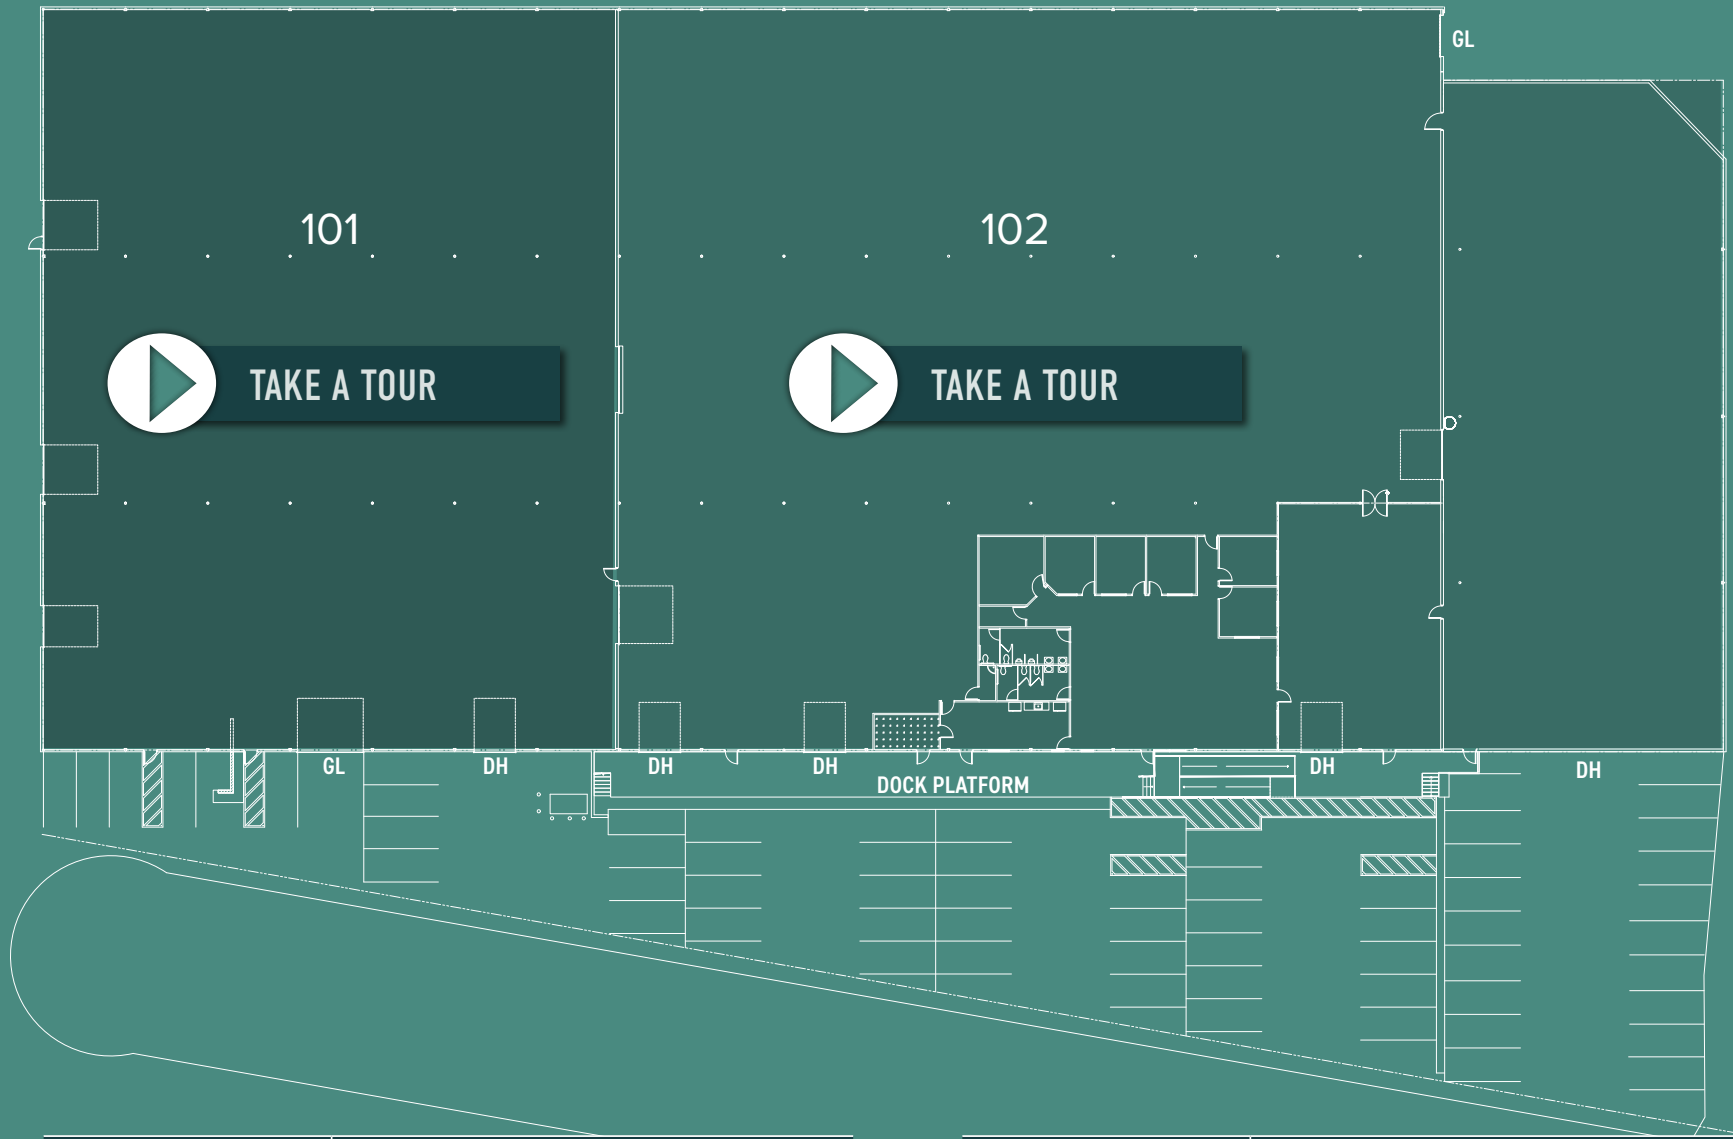 GL
101
102
TAKE A TOUR
TAKE A TOUR
GL
DH
DH
DH
DH
DH
DOCK PLATFORM